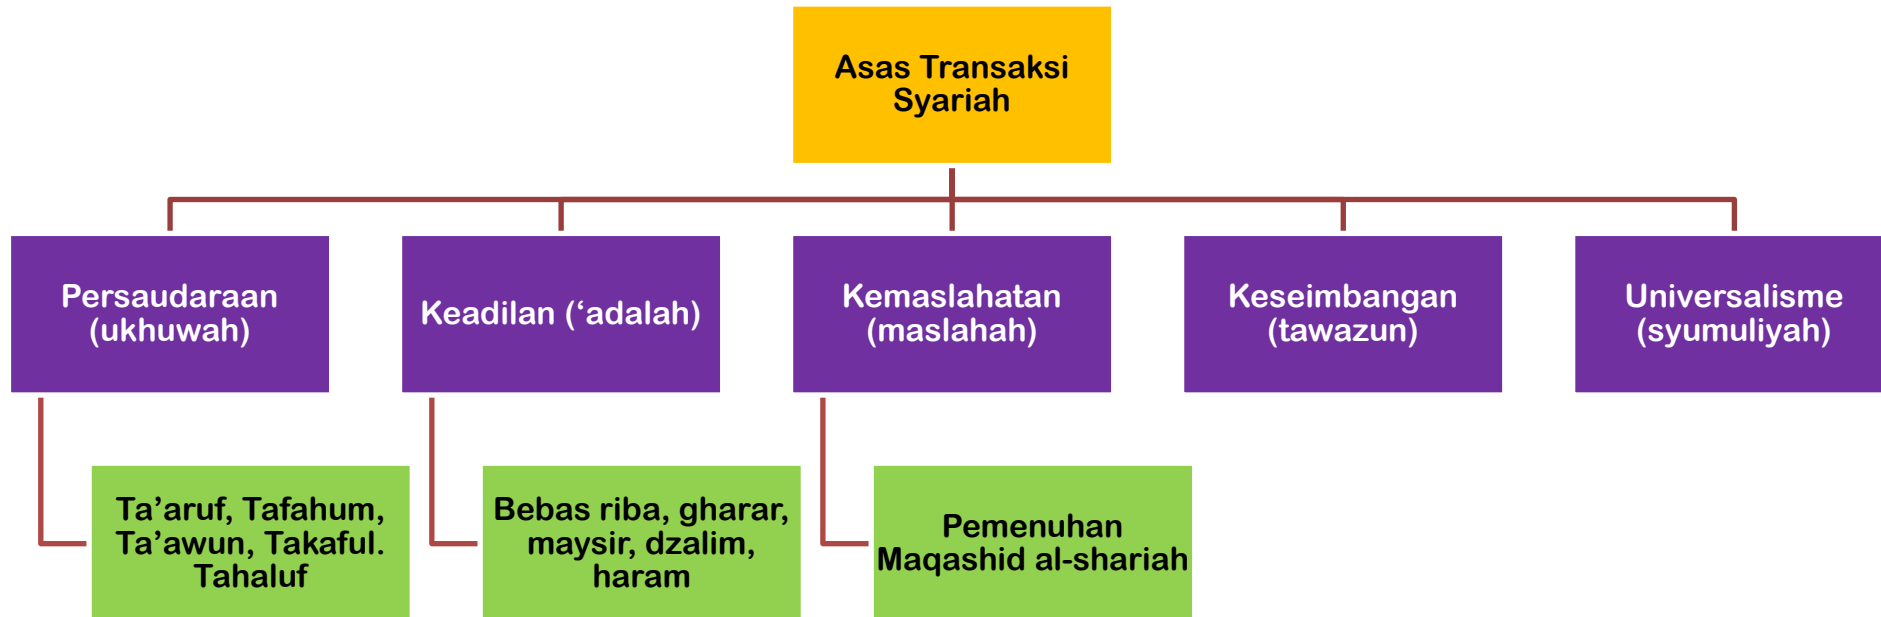 Asas Transaksi
Syariah
Persaudaraan
(ukhuwah)
Keadilan (‘adalah)
Kemaslahatan
(maslahah)
Keseimbangan
(tawazun)
Universalisme
(syumuliyah)
Ta’aruf, Tafahum,
Ta’awun, Takaful.
Tahaluf
Bebas riba, gharar,
maysir, dzalim,
haram
Pemenuhan
Maqashid al-shariah